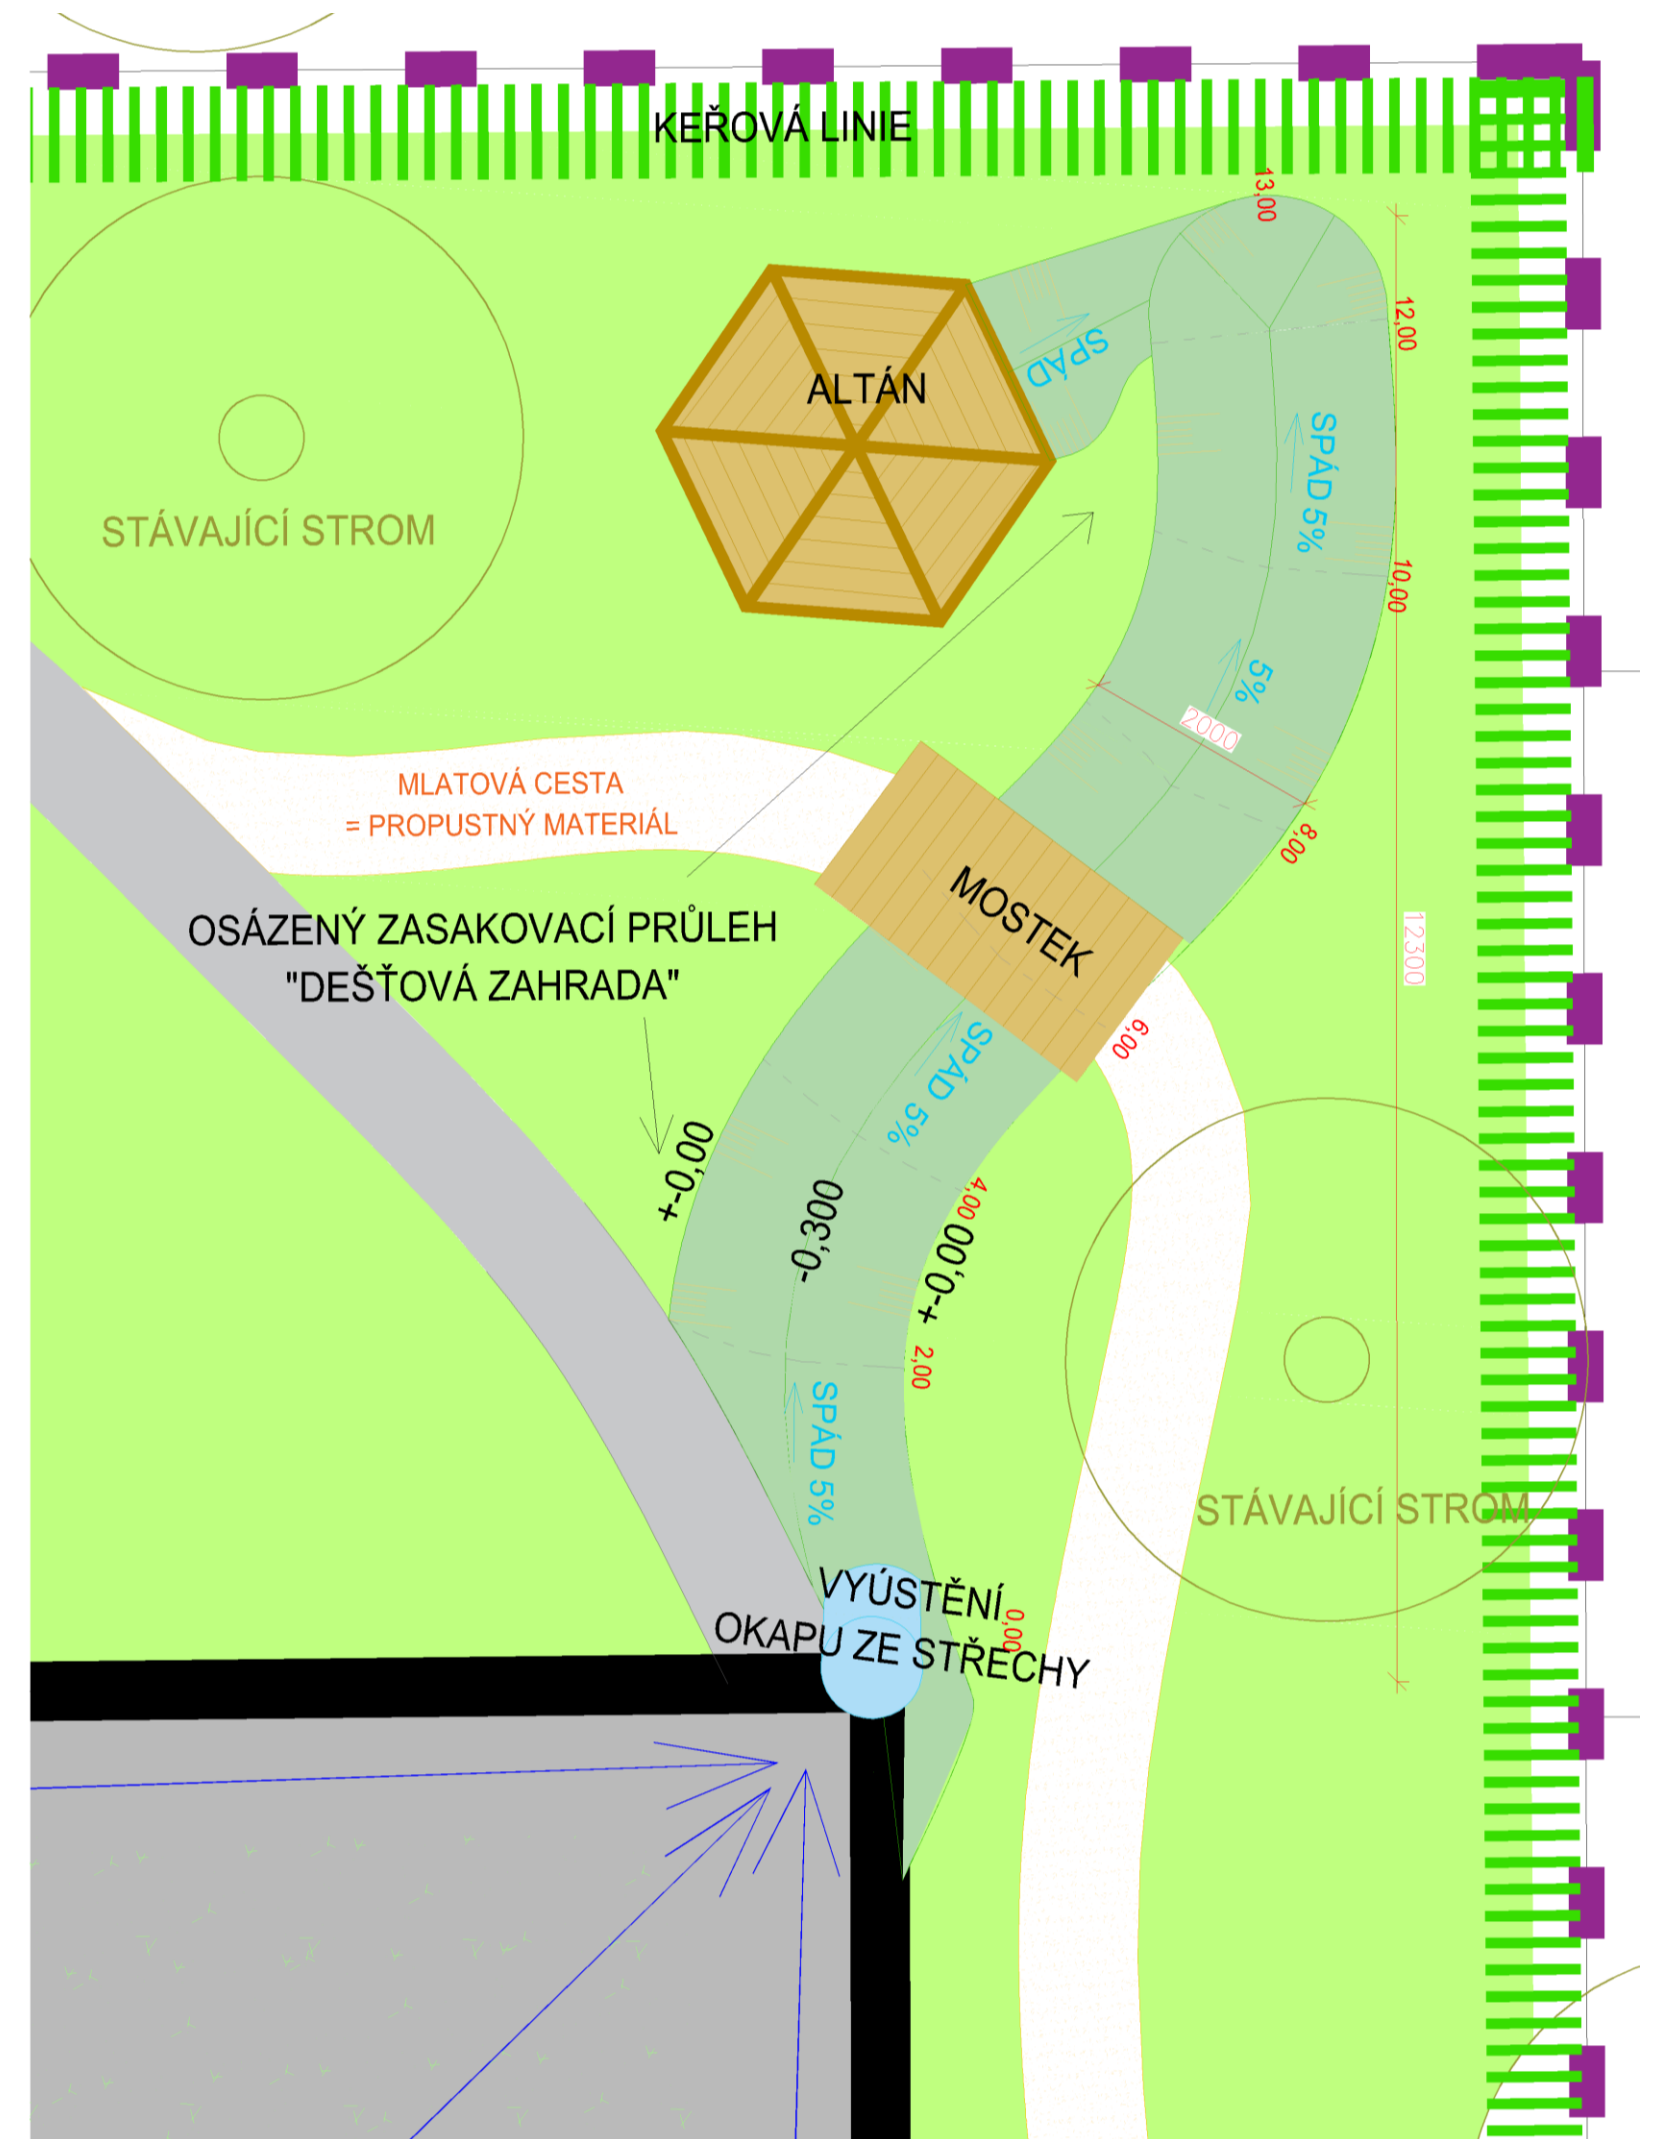 KEŘOVÁ LINIE
13,00
12,00
SPÁD
ALTÁN
SPÁD 5%
STÁVAJÍCÍ STROM
10,00
5%
2000
MLATOVÁ CESTA
= PROPUSTNÝ MATERIÁL
8,00
MOSTEK
OSÁZENÝ ZASAKOVACÍ PRŮLEH
"DEŠŤOVÁ ZAHRADA"
12300
6,00
SPÁD 5%
+-0,00
-0,300
4,00
+-0,00
2,00
SPÁD 5%
STÁVAJÍCÍ STROM
VYÚSTĚNÍ
OKAPU ZE STŘECHY
0,00